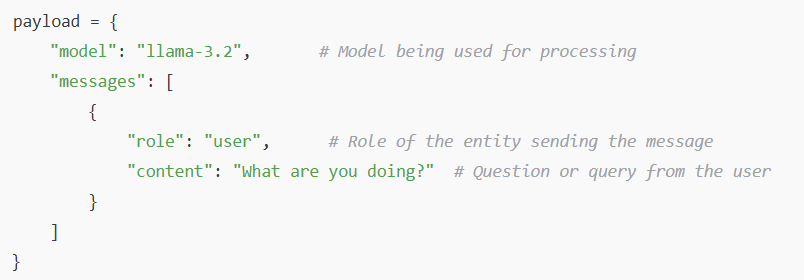 payload = {
    "model": "llama-3.2",       # Model being used for processing
    "messages": [
        {
            "role": "user",      # Role of the entity sending the message
            "content": "What are you doing?"  # Question or query from the user
        }
    ]
}